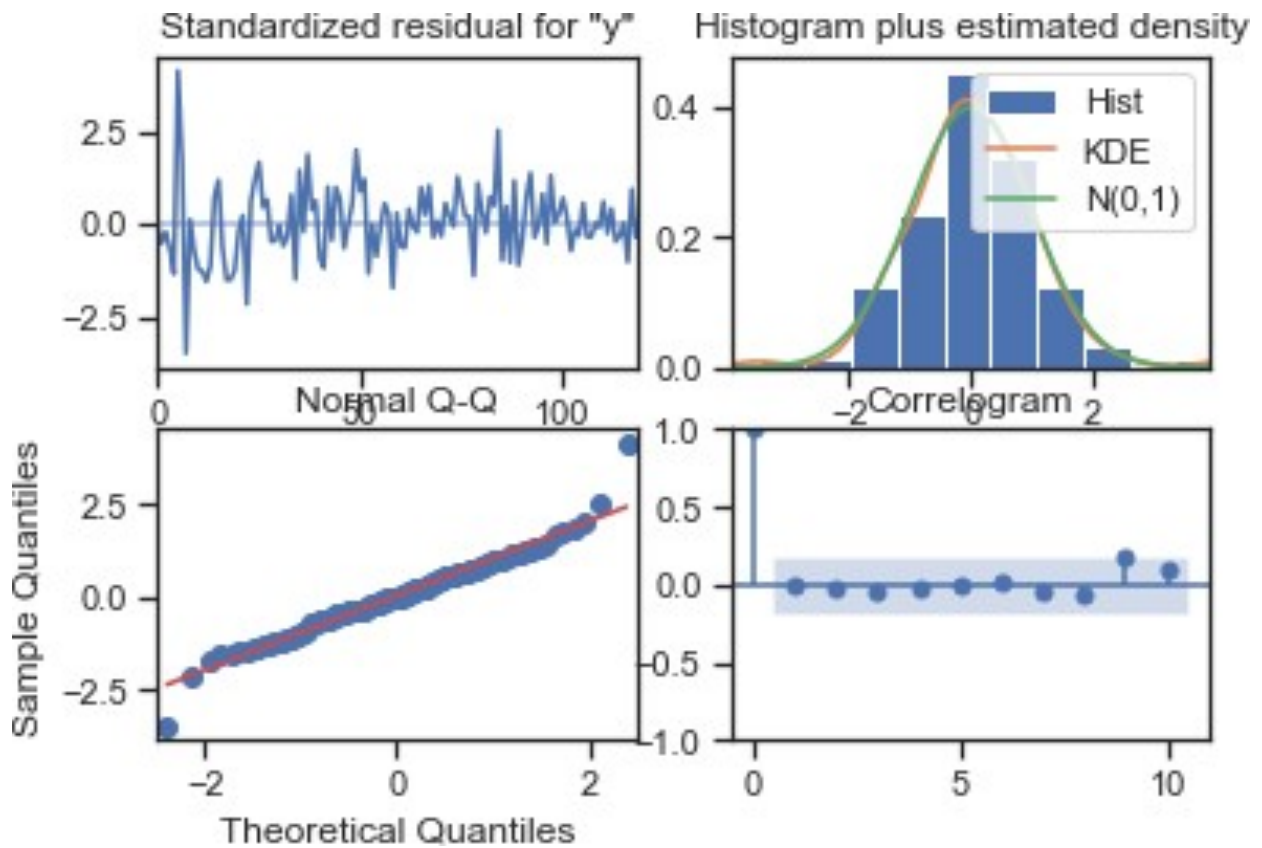 Standardized residual for "y"
2.5
0.0
−2.5
0
50
100
Histogram plus estimated density
0.4
0.2
0.0
−2
0
2
Hist
KDE
N(0,1)
Normal Q-Q
Sample Quantiles
2.5
0.0
−2.5
−2
0
2
Theoretical Quantiles
Correlogram
1.0
0.5
0.0
−0.5
−1.0
0
5
10